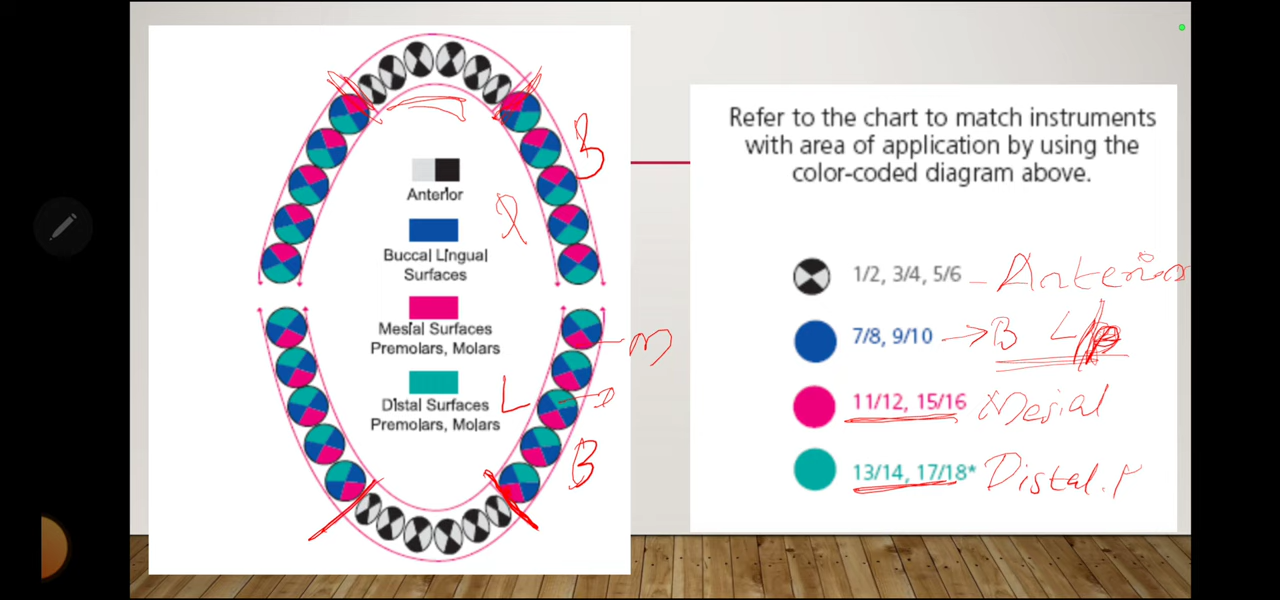 Anterior
Buccal Lingual
Surfaces
Mesial Surfaces
Premolars, Molars
Distal Surfaces
Premolars, Molars
B
L
B
M
D
Refer to the chart to match instruments
with area of application by using the
color-coded diagram above.
1/2, 3/4, 5/6 - Anteriors
7/8, 9/10 → B L
11/12, 15/16 Mesial
13/14, 17/18* Distal. P